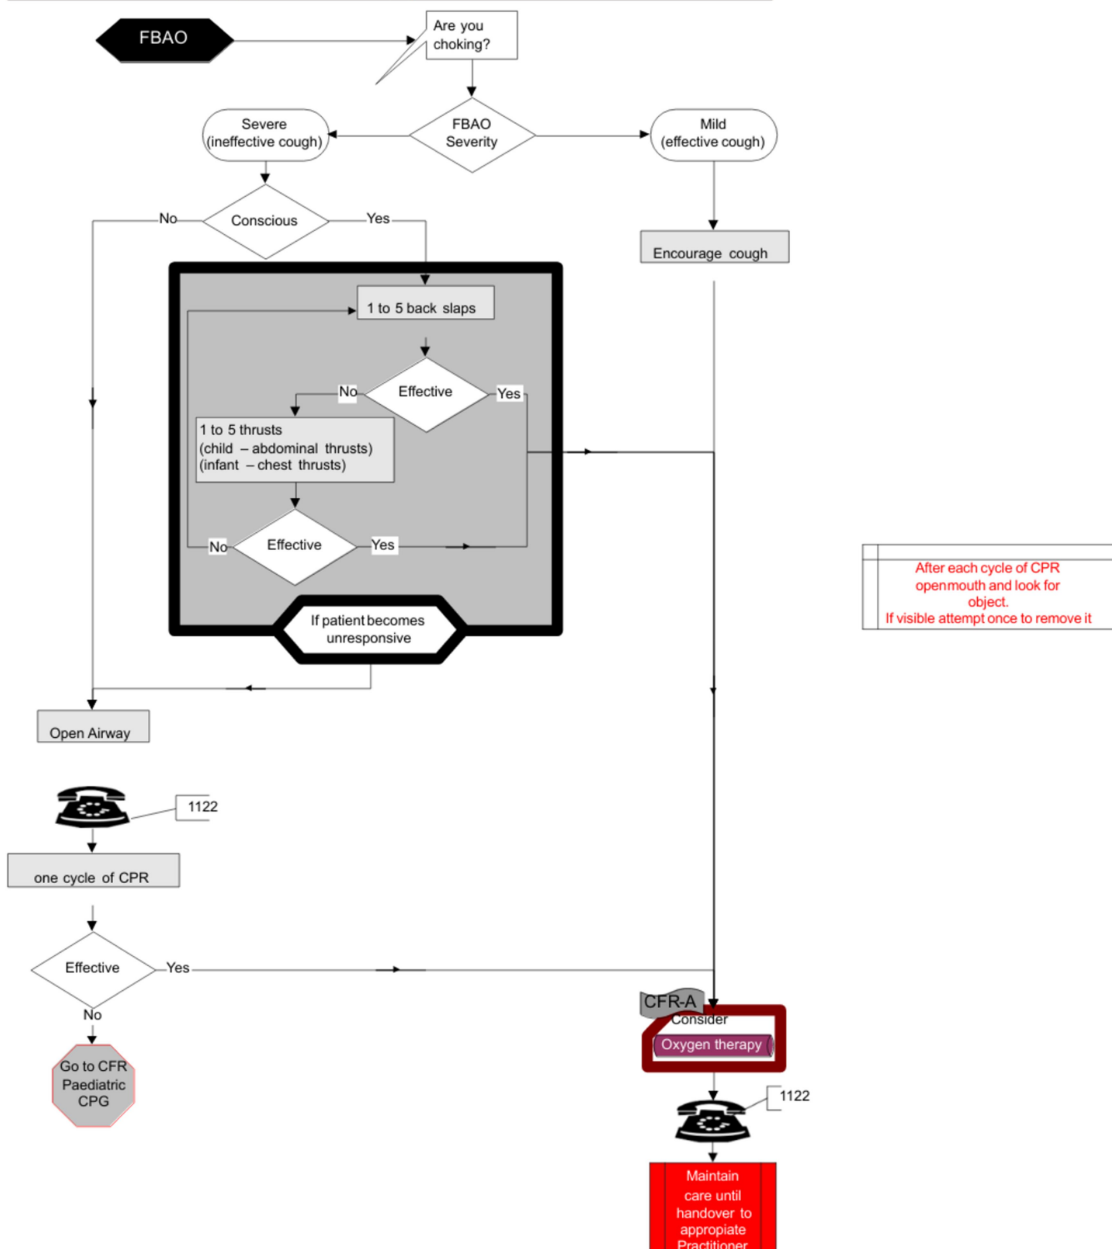 FBAO
Are you
choking?
Severe
(ineffective cough)
FBAO
Severity
Mild
(effective cough)
No
Conscious
Yes
Encourage cough
1 to 5 back slaps
No
Effective
Yes
1 to 5 thrusts
(child – abdominal thrusts)
(infant – chest thrusts)
No
Effective
Yes
If patient becomes
unresponsive
After each cycle of CPR
openmouth and look for
object.
If visible attempt once to remove it
Open Airway
1122
one cycle of CPR
Effective
Yes
No
Go to CFR
Paediatric
CPG
CFR-A
Consider
Oxygen therapy
1122
Maintain
care until
handover to
appropiate
Practitioner